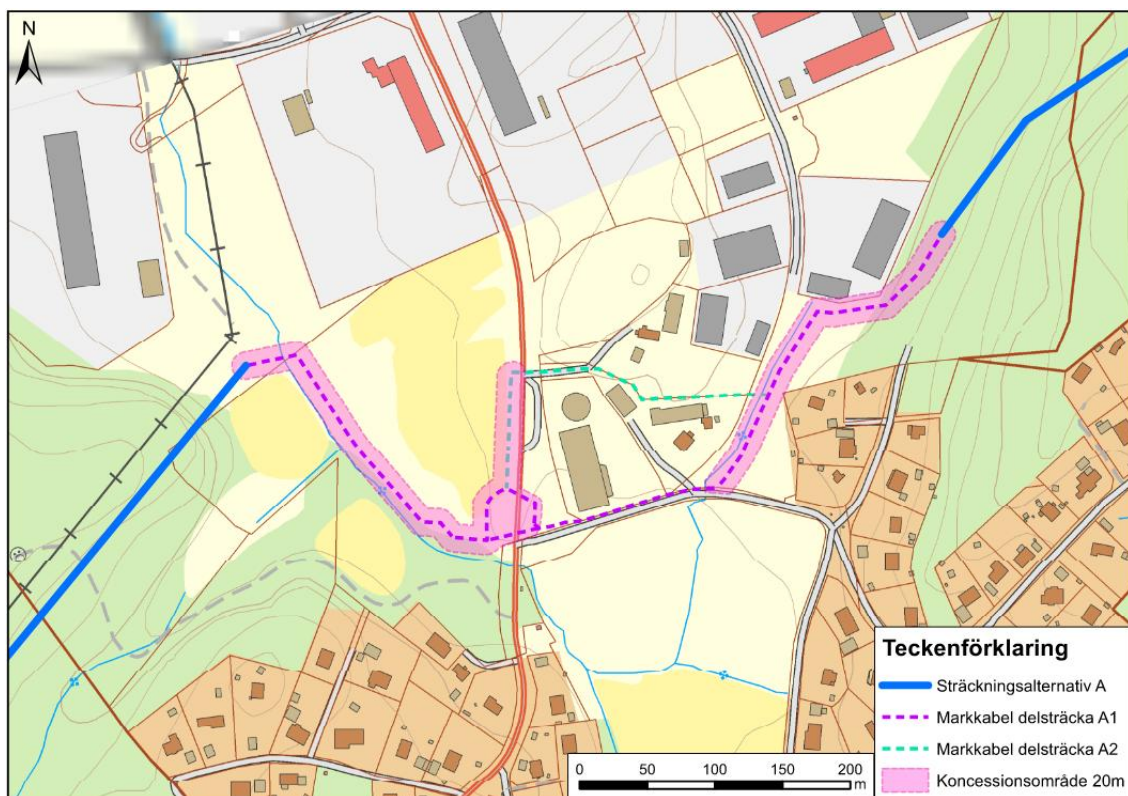 N
Teckenförklaring
Sträckningsalternativ A
Markkabel delsträcka A1
Markkabel delsträcka A2
Koncessionsområde 20m
0 50 100 150 200
m